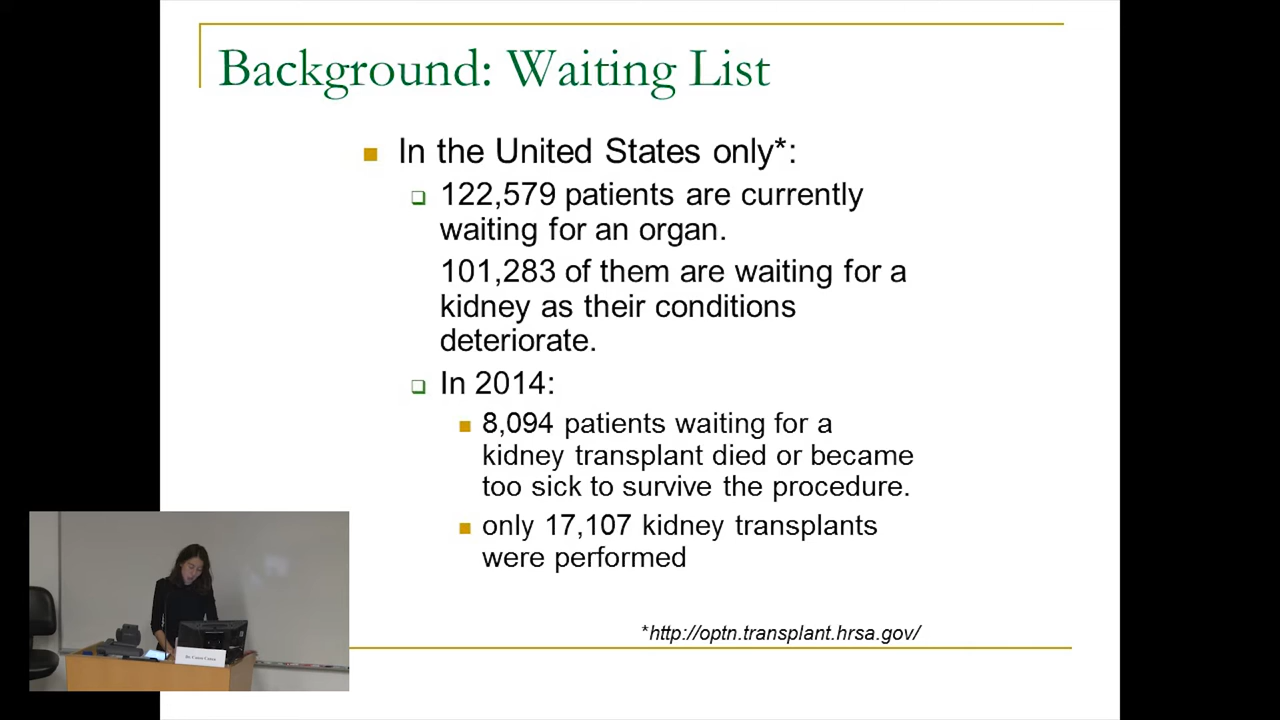 Background: Waiting List
In the United States only*:
122,579 patients are currently
waiting for an organ.
101,283 of them are waiting for a
kidney as their conditions
deteriorate.
In 2014:
8,094 patients waiting for a
kidney transplant died or became
too sick to survive the procedure.
only 17,107 kidney transplants
were performed
*http://optn.transplant.hrsa.gov/